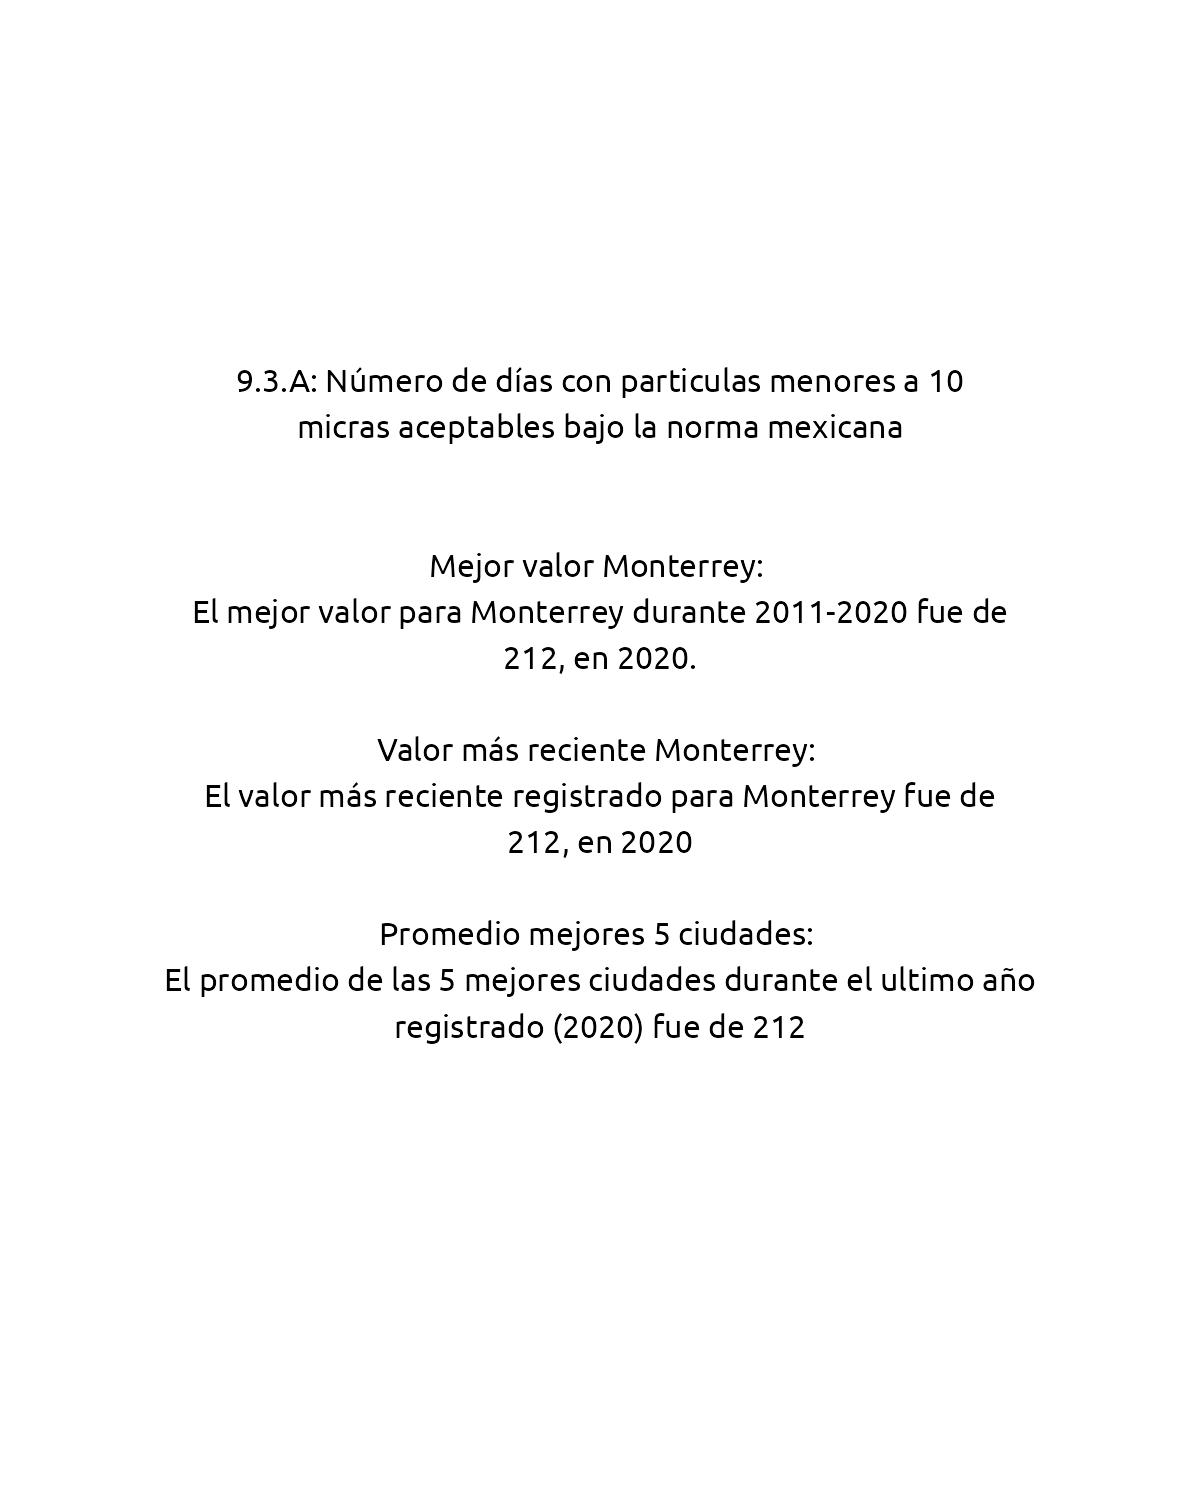 9.3.A: Número de días con particulas menores a 10
micras aceptables bajo la norma mexicana
Mejor valor Monterrey:
El mejor valor para Monterrey durante 2011-2020 fue de
212, en 2020.
Valor más reciente Monterrey:
El valor más reciente registrado para Monterrey fue de
212, en 2020
Promedio mejores 5 ciudades:
El promedio de las 5 mejores ciudades durante el ultimo año
registrado (2020) fue de 212